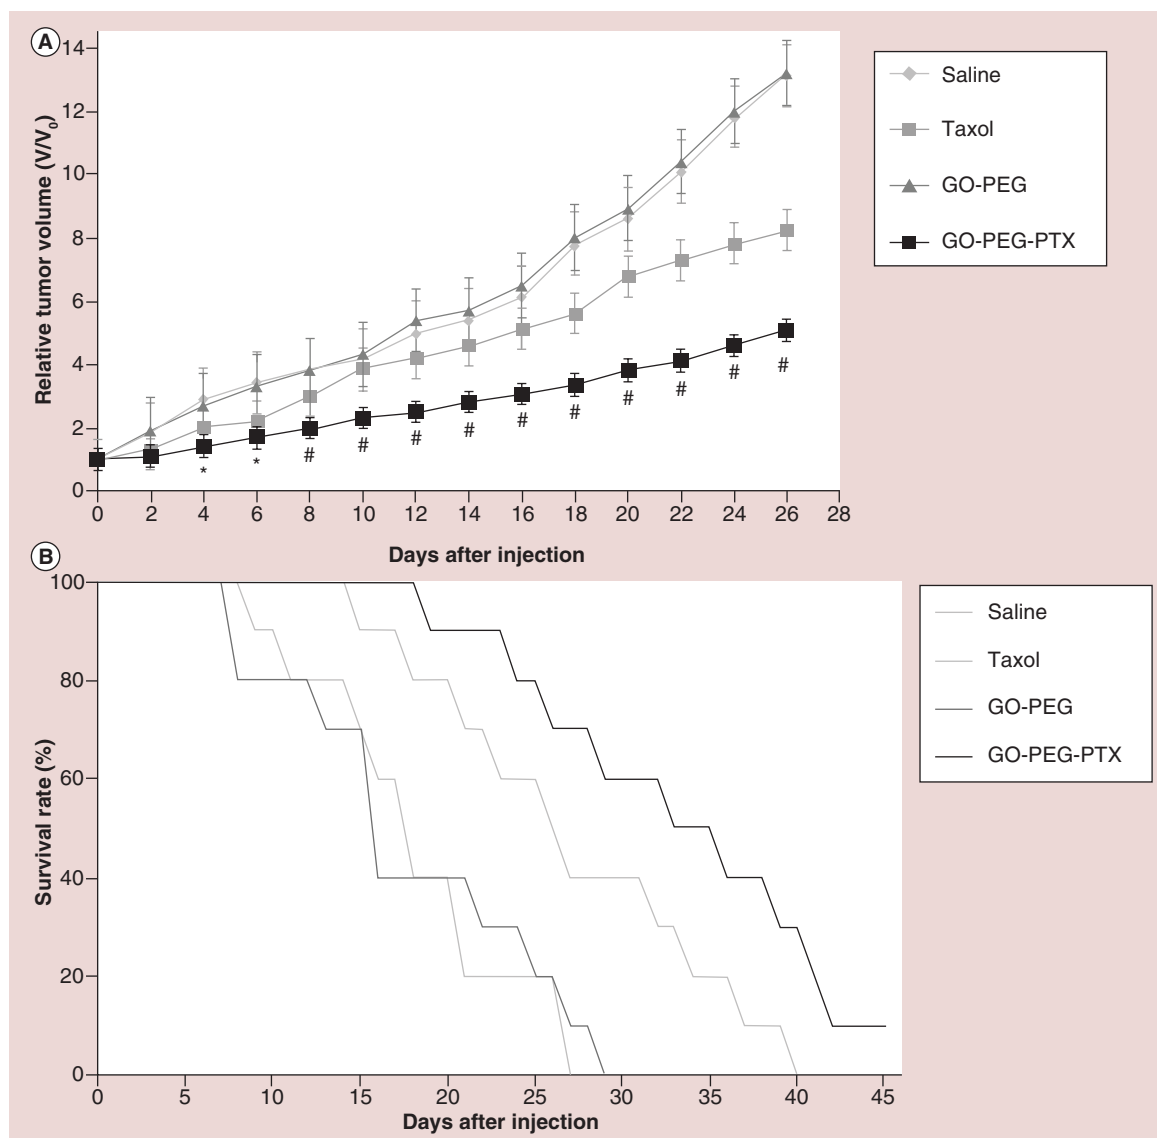 A
Relative tumor volume (V/V0)
14
12
10
8
6
4
2
0
* * # # # # # # # # # #
0 2 4 6 8 10 12 14 16 18 20 22 24 26 28
Days after injection
Saline
Taxol
GO-PEG
GO-PEG-PTX
B
Survival rate (%)
100
80
60
40
20
0
0 5 10 15 20 25 30 35 40 45
Days after injection
Saline
Taxol
GO-PEG
GO-PEG-PTX